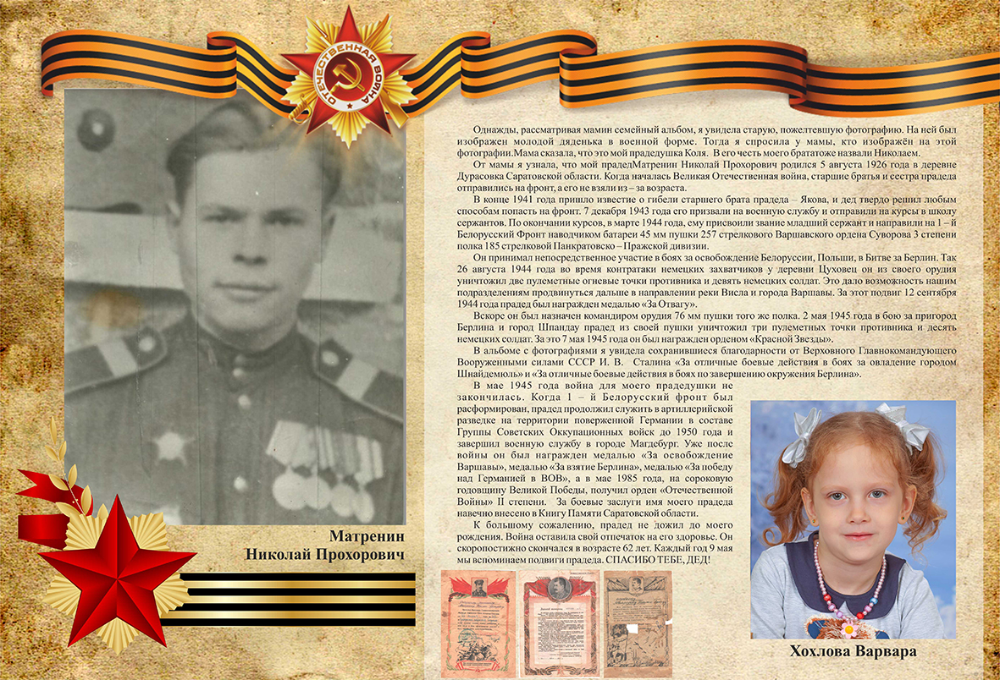 ОТЕЧЕСТВЕННАЯ ВОЙНА
Однажды, рассматривая мамин семейный альбом, я увидела старую, пожелтевшую фотографию. На ней был
изображен молодой дяденька в военной форме. Тогда я спросила у мамы, кто изображён на этой
фотографии.Мама сказала, что это мой прадедушка Коля. В его честь моего брататоже назвали Николаем.
От мамы я узнала, что мой прадедМатренин Николай Прохорович родился 5 августа 1926 года в деревне
Дурасовка Саратовской области. Когда началась Великая Отечественная война, старшие братья и сестра прадеда
отправились на фронт, а его не взяли из – за возраста.
В конце 1941 года пришло известие о гибели старшего брата прадеда – Якова, и дед твердо решил любым
способам попасть на фронт. 7 декабря 1943 года его призвали на военную службу и отправили на курсы в школу
сержантов. По окончании курсов, в марте 1944 года, ему присвоили звание младший сержант и направили на 1 – й
Белорусский Фронт наводчиком батареи 45 мм пушки 257 стрелкового Варшавского ордена Суворова 3 степени
полка 185 стрелковой Панкратовско – Пражской дивизии.
Он принимал непосредственное участие в боях за освобождение Белоруссии, Польши, в Битве за Берлин. Так
26 августа 1944 года во время контратаки немецких захватчиков у деревни Цуховец он из своего орудия
уничтожил две пулеметные огневые точки противника и девять немецких солдат. Это дало возможность нашим
подразделениям продвинуться дальше в направлении реки Висла и города Варшавы. За этот подвиг 12 сентября
1944 года прадед был награжден медалью «За Отвагу».
Вскоре он был назначен командиром орудия 76 мм пушки того же полка. 2 мая 1945 года в бою за пригород
Берлина и город Шпандау прадед из своей пушки уничтожил три пулеметных точки противника и десять
немецких солдат. За это 7 мая 1945 года он был награжден орденом «Красной Звезды».
В альбоме с фотографиями я увидела сохранившиеся благодарности от Верховного Главнокомандующего
Вооруженными силами СССР И. В. Сталина «За отличные боевые действия в боях за овладение городом
Шнайдемюль» и «За отличные боевые действия в боях по завершению окружения Берлина».
В мае 1945 года война для моего прадедушки не
закончилась. Когда 1 – й Белорусский фронт был
расформирован, прадед продолжил служить в артиллерийской
разведке на территории поверженной Германии в составе
Группы Советских Оккупационных войск до 1950 года и
завершил военную службу в городе Магдебург. Уже после
войны он был награжден медалью «За освобождение
Варшавы», медалью «За взятие Берлина», медалью «За победу
над Германией в ВОВ», а в мае 1985 года, на сороковую
годовщину Великой Победы, получил орден «Отечественной
Войны» II степени. За боевые заслуги имя моего прадеда
навечно внесено в Книгу Памяти Саратовской области.
К большому сожалению, прадед не дожил до моего
рождения. Война оставила свой отпечаток на его здоровье. Он
скоропостижно скончался в возрасте 62 лет. Каждый год 9 мая
мы вспоминаем подвиги прадеда. СПАСИБО ТЕБЕ, ДЕД!
Матренин
Николай Прохорович
Хохлова Варвара